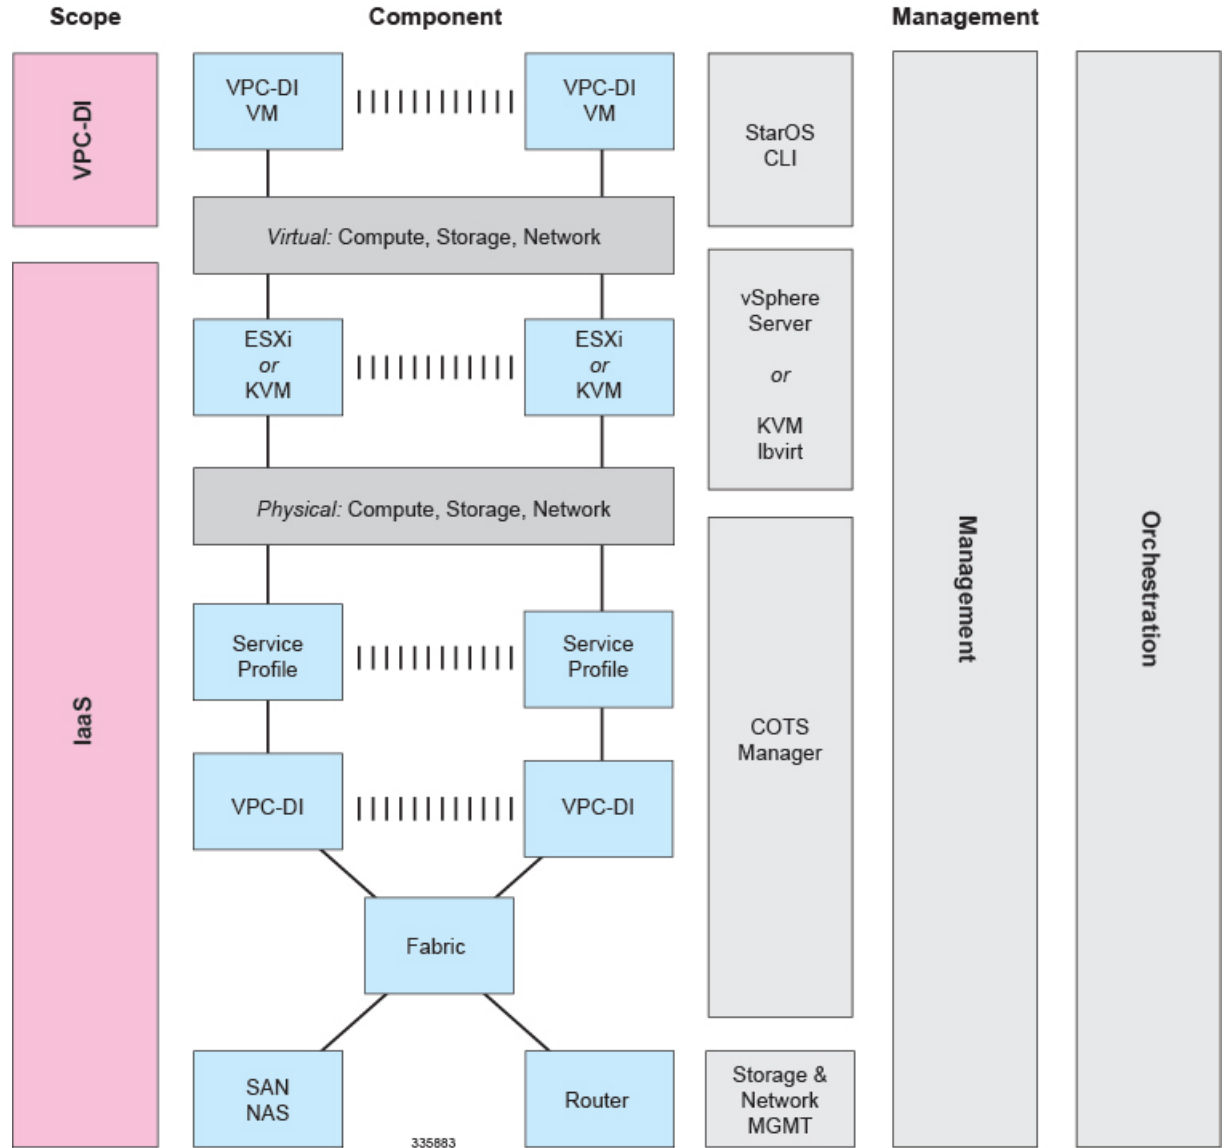 Scope
Component
Management
VPC-DI
VPC-DI
VM
VPC-DI
VM
StarOS
CLI
Virtual: Compute, Storage, Network
IaaS
ESXi
or
KVM
ESXi
or
KVM
vSphere
Server
or
KVM
lbvirt
Physical: Compute, Storage, Network
Service
Profile
Service
Profile
COTS
Manager
VPC-DI
VPC-DI
Fabric
SAN
NAS
Router
Storage &
Network
MGMT
Management
Orchestration
335883